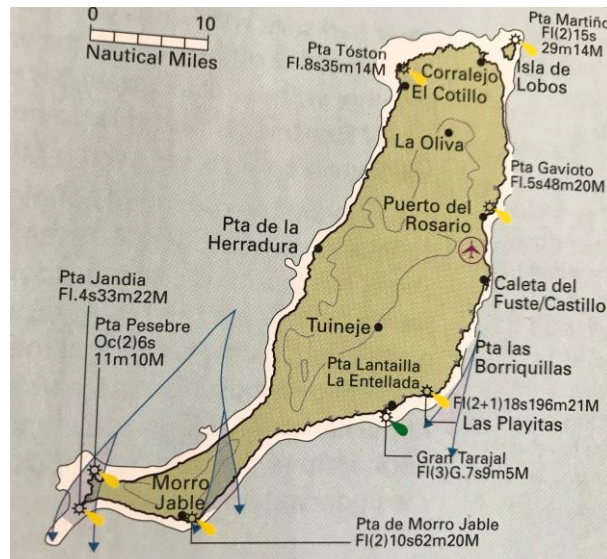 0 10
Nautical Miles
Pta Martiño
Fl(2)15s
29m14M
Pta Tóston
Fl.8s35m14M
Corralejo
Isla de
Lobos
El Cotillo
La Oliva
Pta Gavioto
Fl.5s48m20M
Puerto del
Rosario
Pta de la
Herradura
Pta Jandia
Fl.4s33m22M
Caleta del
Fuste/Castillo
Pta Pesebre
Oc(2)6s
11m10M
Tuineje
Pta las
Borriquillas
Pta Lantailla
La Entellada
Fl(2+1)18s196m21M
Las Playitas
Gran Tarajal
Fl(3)G.7s9m5M
Morro
Jable
Pta de Morro Jable
Fl(2)10s62m20M